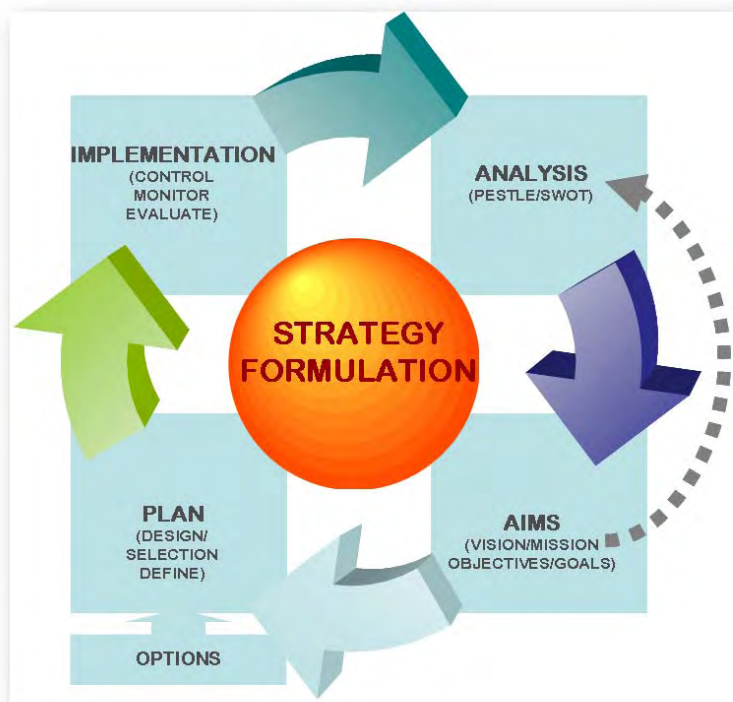 IMPLEMENTATION
(CONTROL
MONITOR
EVALUATE)
ANALYSIS
(PESTLE/SWOT)
STRATEGY
FORMULATION
PLAN
(DESIGN/
SELECTION
DEFINE)
AIMS
(VISION/MISSION
OBJECTIVES/GOALS)
OPTIONS